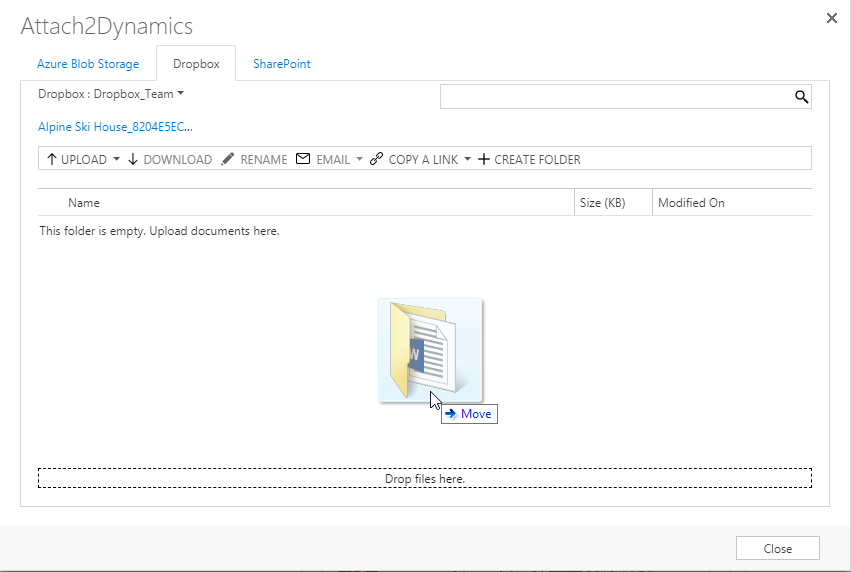 Attach2Dynamics
Azure Blob Storage Dropbox SharePoint
Dropbox : Dropbox_Team
Alpine Ski House_8204E5EC...
UPLOAD DOWNLOAD RENAME EMAIL COPY A LINK CREATE FOLDER
Name Size (KB) Modified On
This folder is empty. Upload documents here.
W
Move
Drop files here.
Close